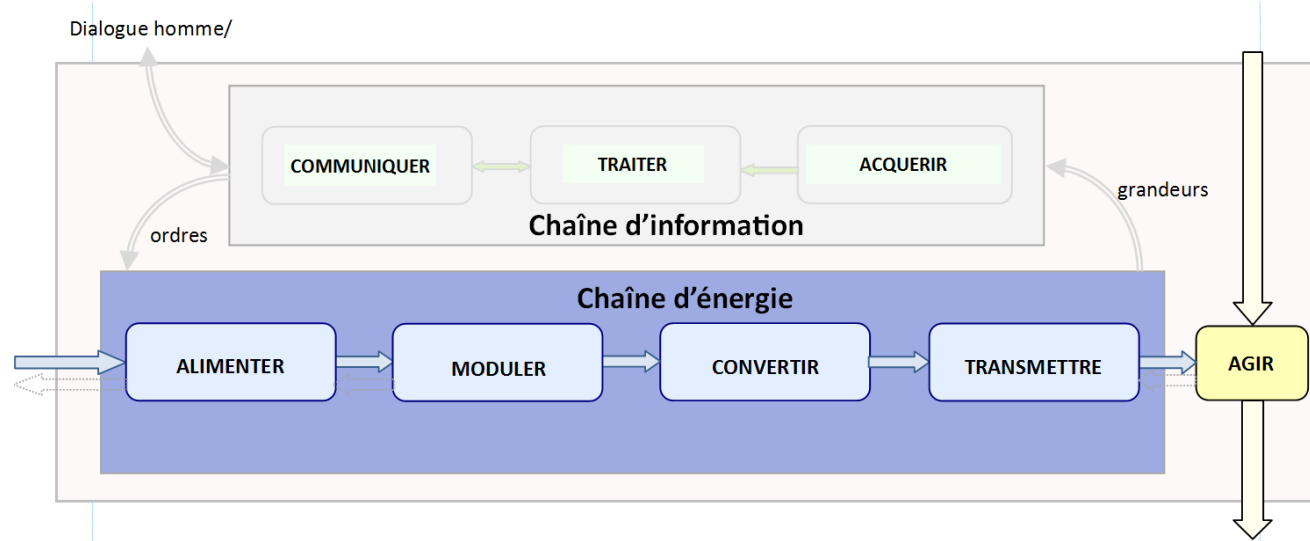 Dialogue homme/
COMMUNIQUER
TRAITER
ACQUERIR
grandeurs
Chaîne d’information
ordres
Chaîne d’énergie
ALIMENTER
MODULER
CONVERTIR
TRANSMETTRE
AGIR